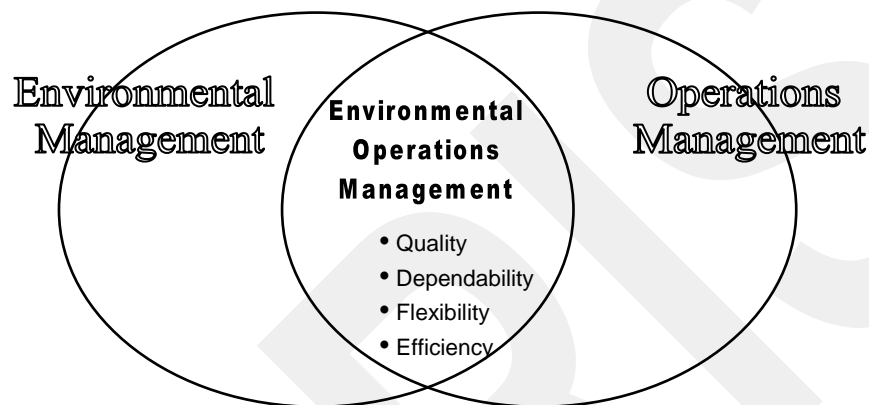 Environmental
Management
Environmental
Operations
Management
• Quality
• Dependability
• Flexibility
• Efficiency
Operations
Management